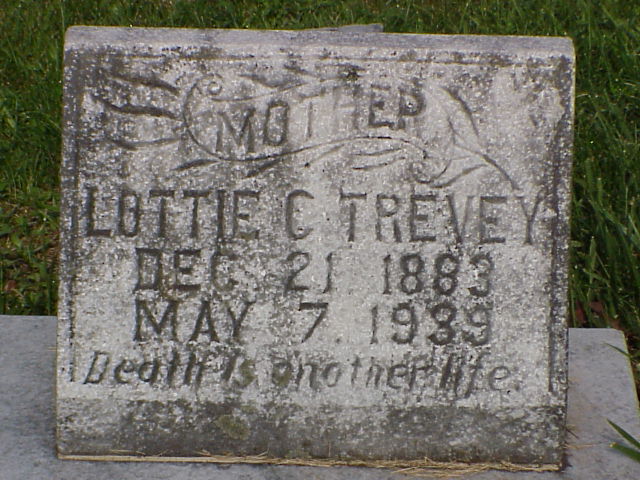 MOTHER
LOTTIE C TREVEY
DEC. 21. 1883
MAY 7. 1939
Death is another life.